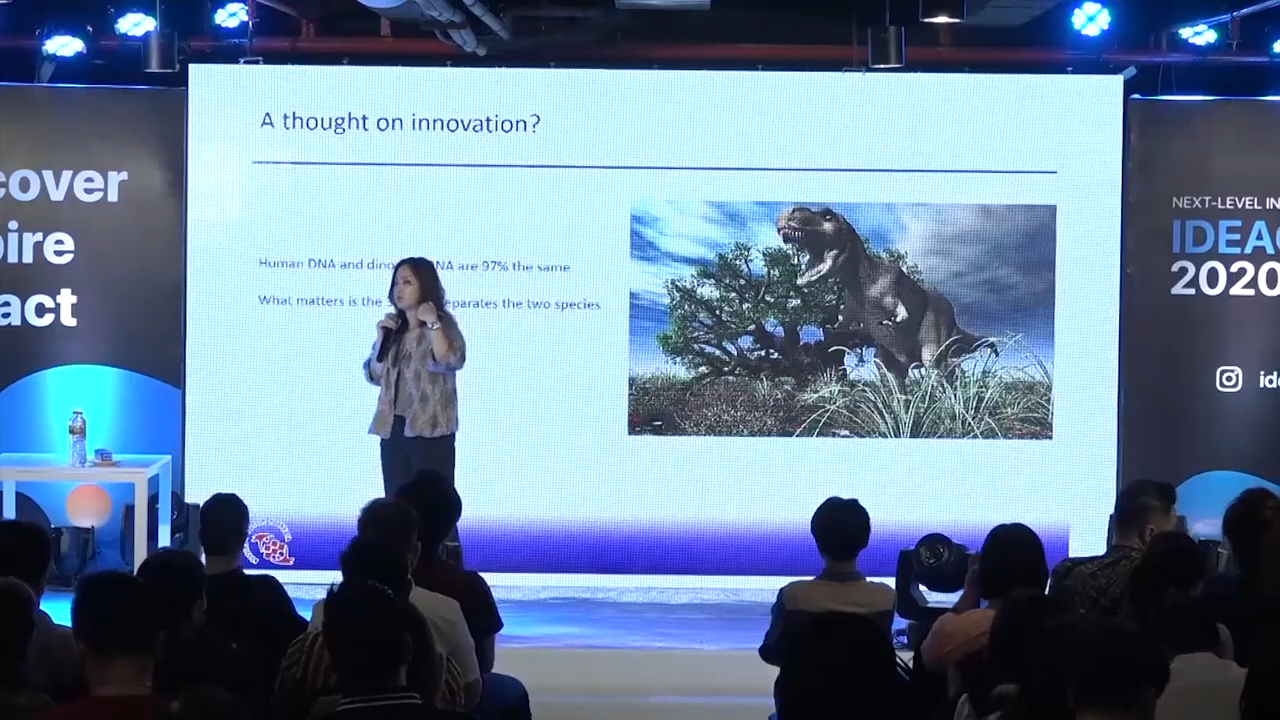 A thought on innovation?
Human DNA and dino NA are 97% the same
What matters is the eparates the two species
cover
pire
act
NEXT-LEVEL IN
IDEA
2020
ide